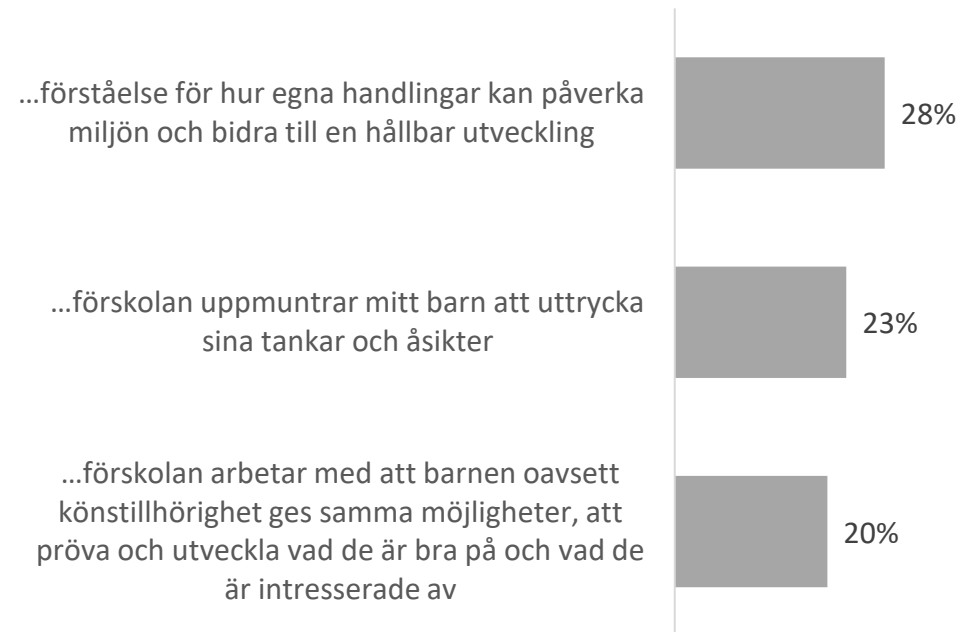 ...förståelse för hur egna handlingar kan påverka
miljön och bidra till en hållbar utveckling
28%
...förskolan uppmuntrar mitt barn att uttrycka
sina tankar och åsikter
23%
...förskolan arbetar med att barnen oavsett
könstillhörighet ges samma möjligheter, att
pröva och utveckla vad de är bra på och vad de
är intresserade av
20%